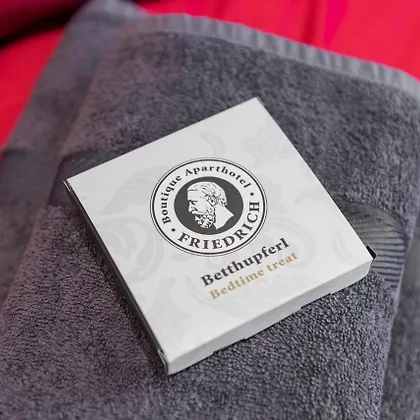 Boutique Aparthotel
• FRIEDRICH •
Betthupferl
Bedtime treat